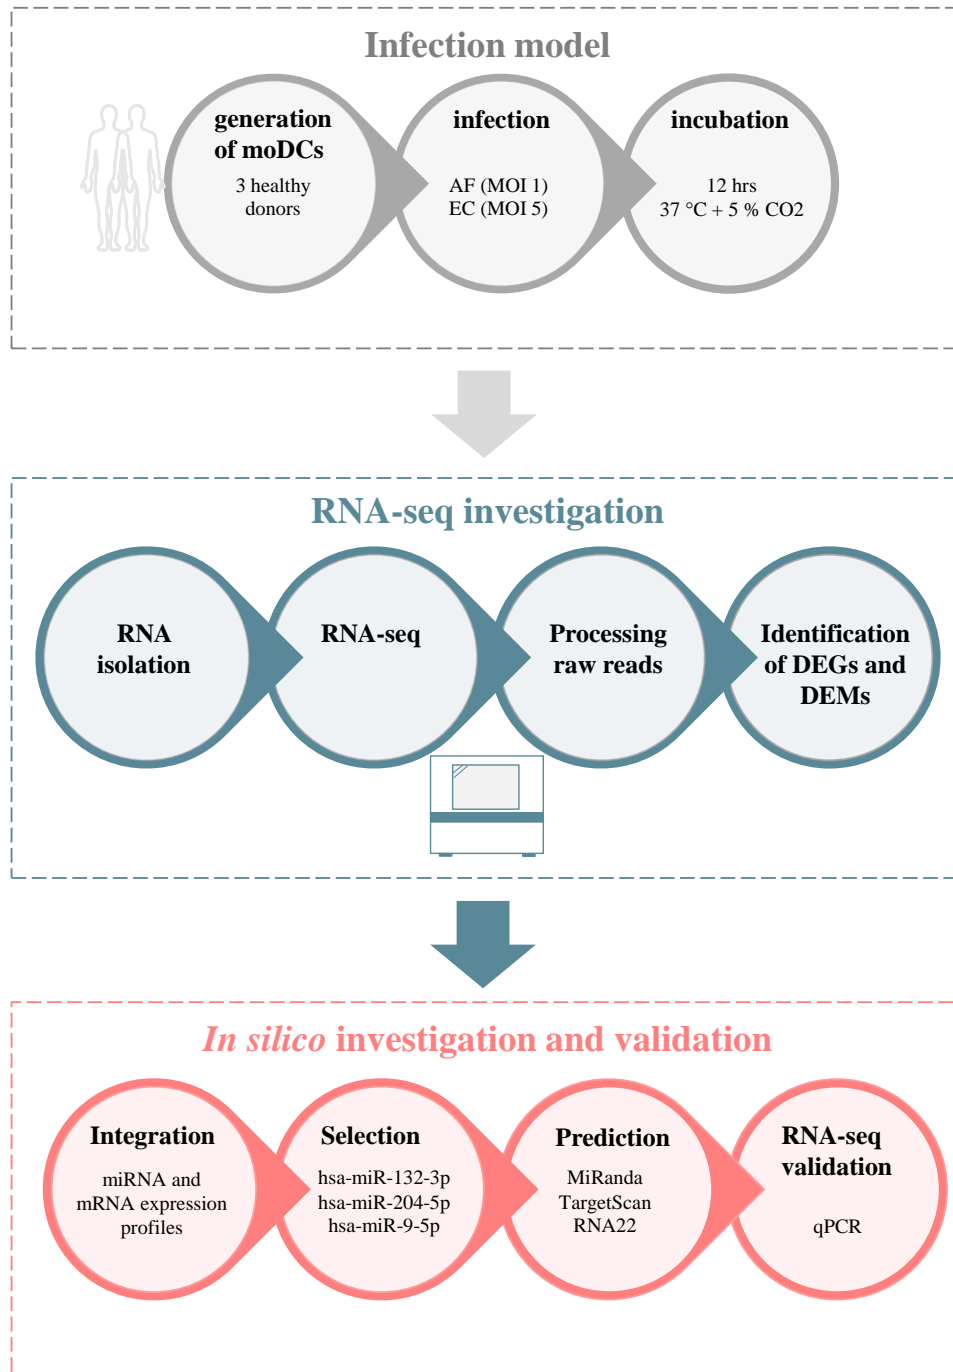 Infection model
generation
of moDCs
3 healthy
donors
infection
AF (MOI 1)
EC (MOI 5)
incubation
12 hrs
37 °C + 5 % CO2
RNA-seq investigation
RNA
isolation
RNA-seq
Processing
raw reads
Identification
of DEGs and
DEMs
In silico investigation and validation
Integration
miRNA and
mRNA expression
profiles
Selection
hsa-miR-132-3p
hsa-miR-204-5p
hsa-miR-9-5p
Prediction
MiRanda
TargetScan
RNA22
RNA-seq
validation
qPCR